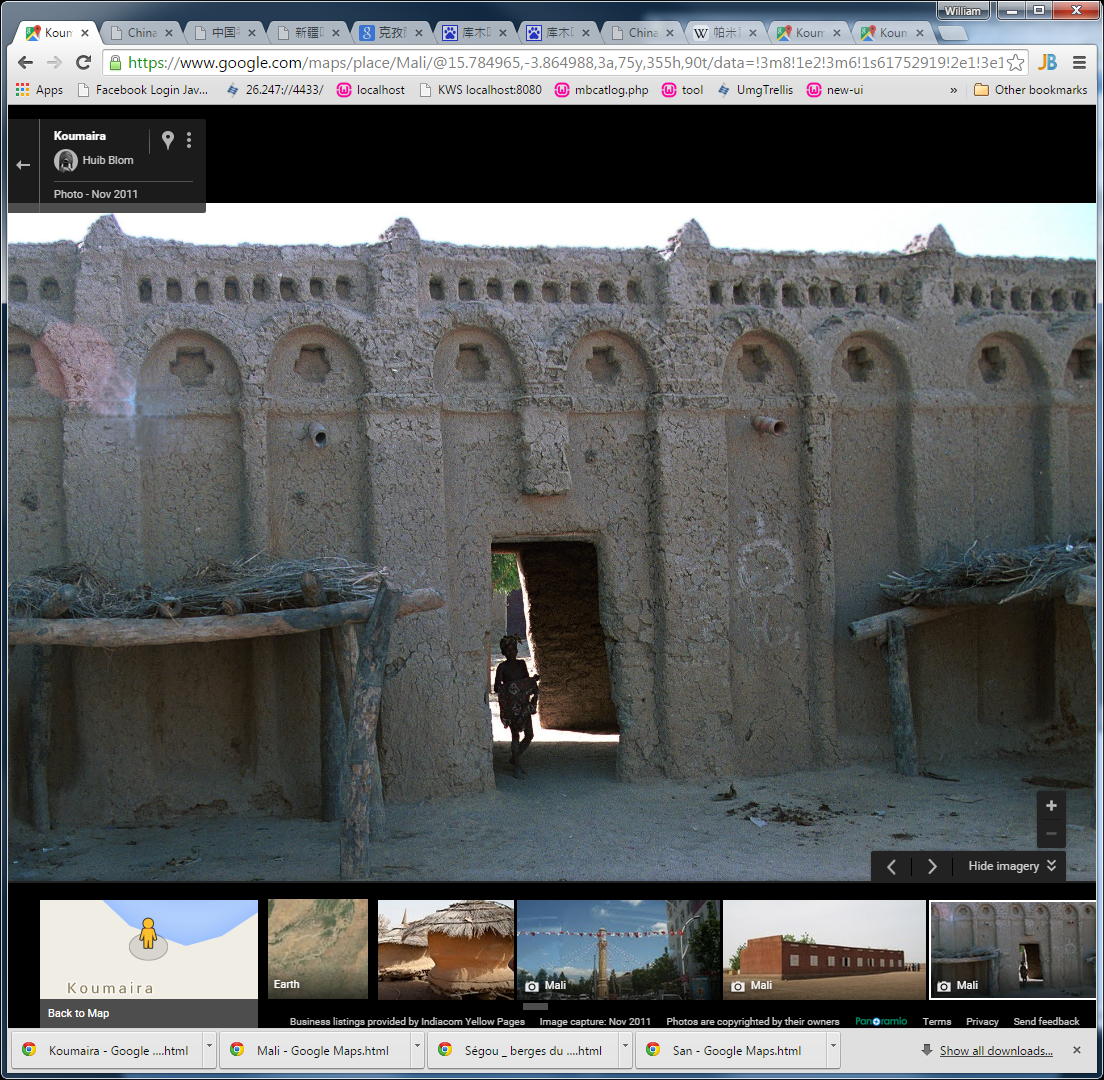 William
Koum
China
中国
新疆
克孜
库木
库木
China
帕米
Koum
Koum
https://www.google.com/maps/place/Mali/@15.784965,-3.864988,3a,75y,355h,90t/data=!3m8!1e2!3m6!1s61752919!2e1!3e1
Apps
Facebook Login Jav...
26.247://4433/
localhost
KWS localhost:8080
mbcatlog.php
tool
UmgTrellis
new-ui
»
Other bookmarks
Koumaira
Huib Blom
Photo - Nov 2011
Hide imagery
Koumaira
Back to Map
Earth
Mali
Mali
Mali
Business listings provided by Indiacom Yellow Pages
Image capture: Nov 2011
Photos are copyrighted by their owners
Panoramio
Terms
Privacy
Send feedback
Koumaira - Google ....html
Mali - Google Maps.html
Ségou _ berges du ....html
San - Google Maps.html
Show all downloads...